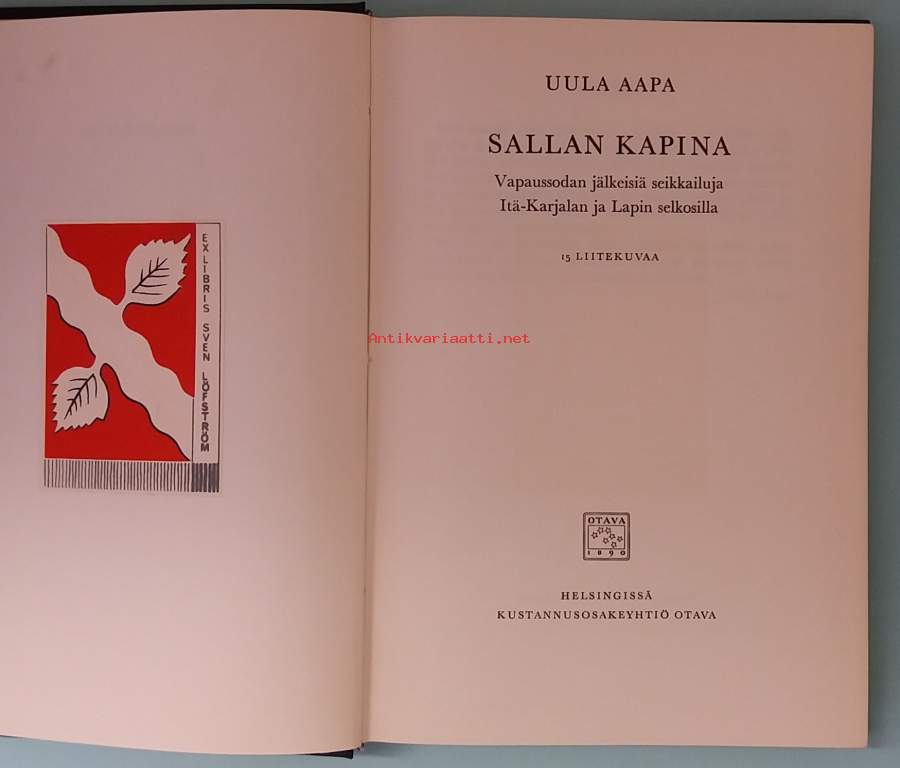 EX LIBRIS SVEN LÖFSTRÖM
UULA AAPA
SALLAN KAPINA
Vapaussodan jälkeisiä seikkailuja
Itä-Karjalan ja Lapin selkosilla
15 LIITEKUVAA
Antikvariaatti.net
OTAVA
1890
HELSINGISSÄ
KUSTANNUSOSAKEYHTIÖ OTAVA